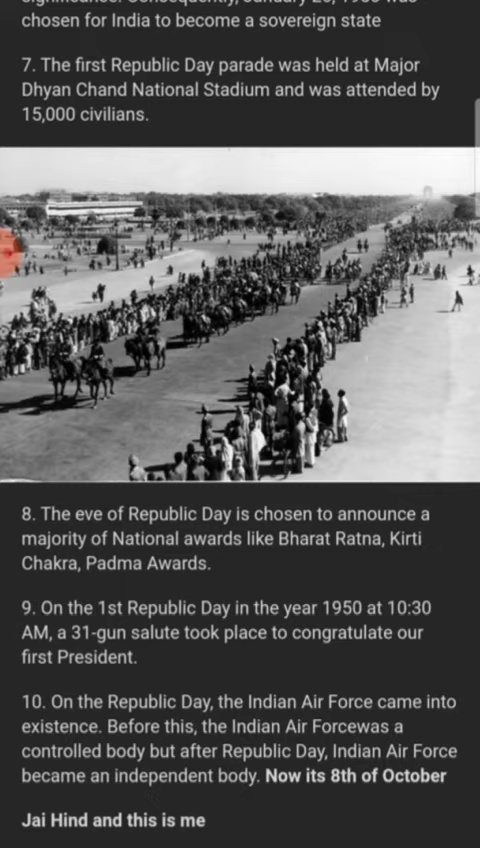 significance. Consequently, January was
chosen for India to become a sovereign state
7. The first Republic Day parade was held at Major
Dhyan Chand National Stadium and was attended by
15,000 civilians.
8. The eve of Republic Day is chosen to announce a
majority of National awards like Bharat Ratna, Kirti
Chakra, Padma Awards.
9. On the 1st Republic Day in the year 1950 at 10:30
AM, a 31-gun salute took place to congratulate our
first President.
10. On the Republic Day, the Indian Air Force came into
existence. Before this, the Indian Air Forcewas a
controlled body but after Republic Day, Indian Air Force
became an independent body. Now its 8th of October
Jai Hind and this is me